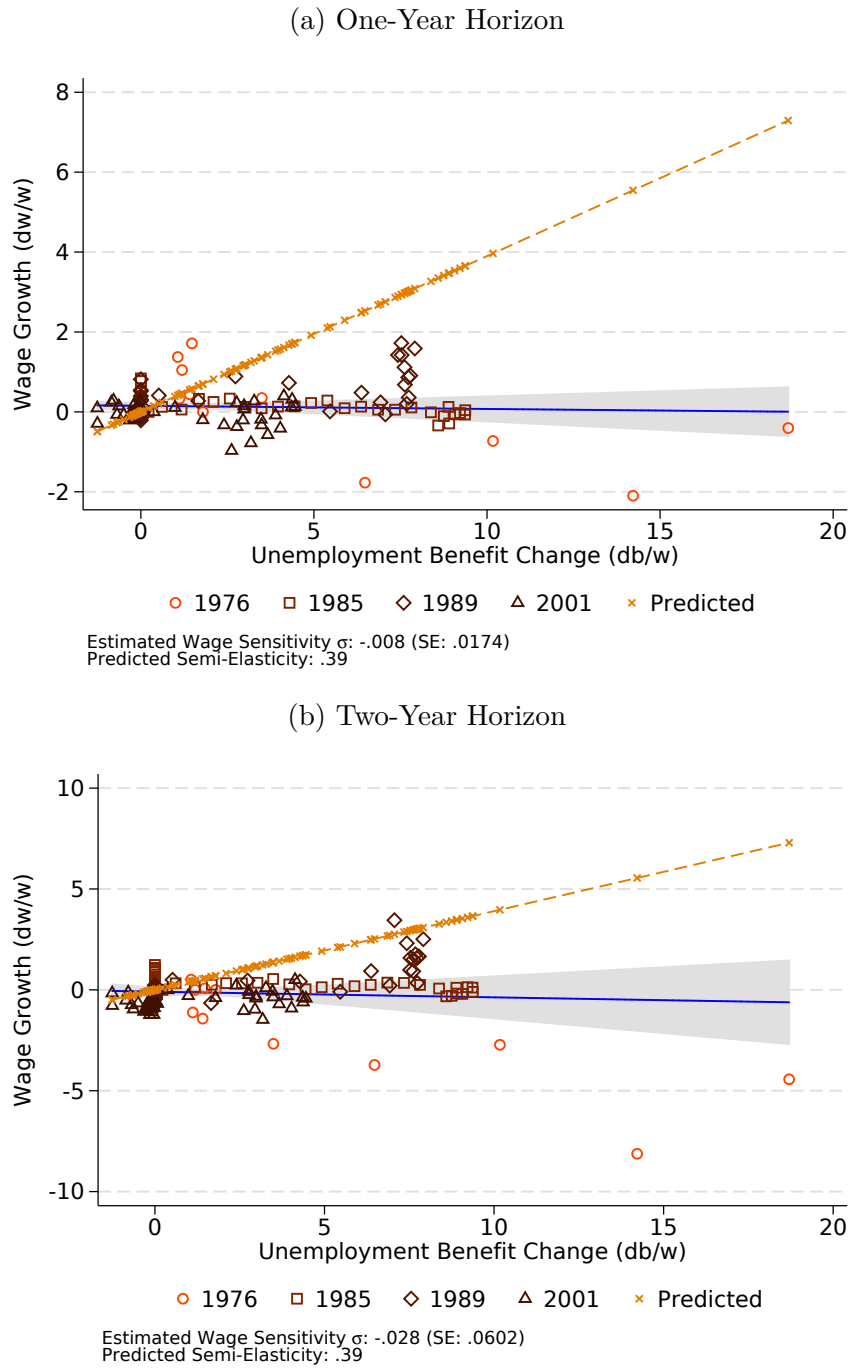 (a) One-Year Horizon
8
6
4
2
0
-2
Wage Growth (dw/w)
0 5 10 15 20
Unemployment Benefit Change (db/w)
1976 1985 1989 2001 Predicted
Estimated Wage Sensitivity σ: -.008 (SE: .0174)
Predicted Semi-Elasticity: .39
(b) Two-Year Horizon
10
5
0
-5
-10
Wage Growth (dw/w)
0 5 10 15 20
Unemployment Benefit Change (db/w)
1976 1985 1989 2001 Predicted
Estimated Wage Sensitivity σ: -.028 (SE: .0602)
Predicted Semi-Elasticity: .39